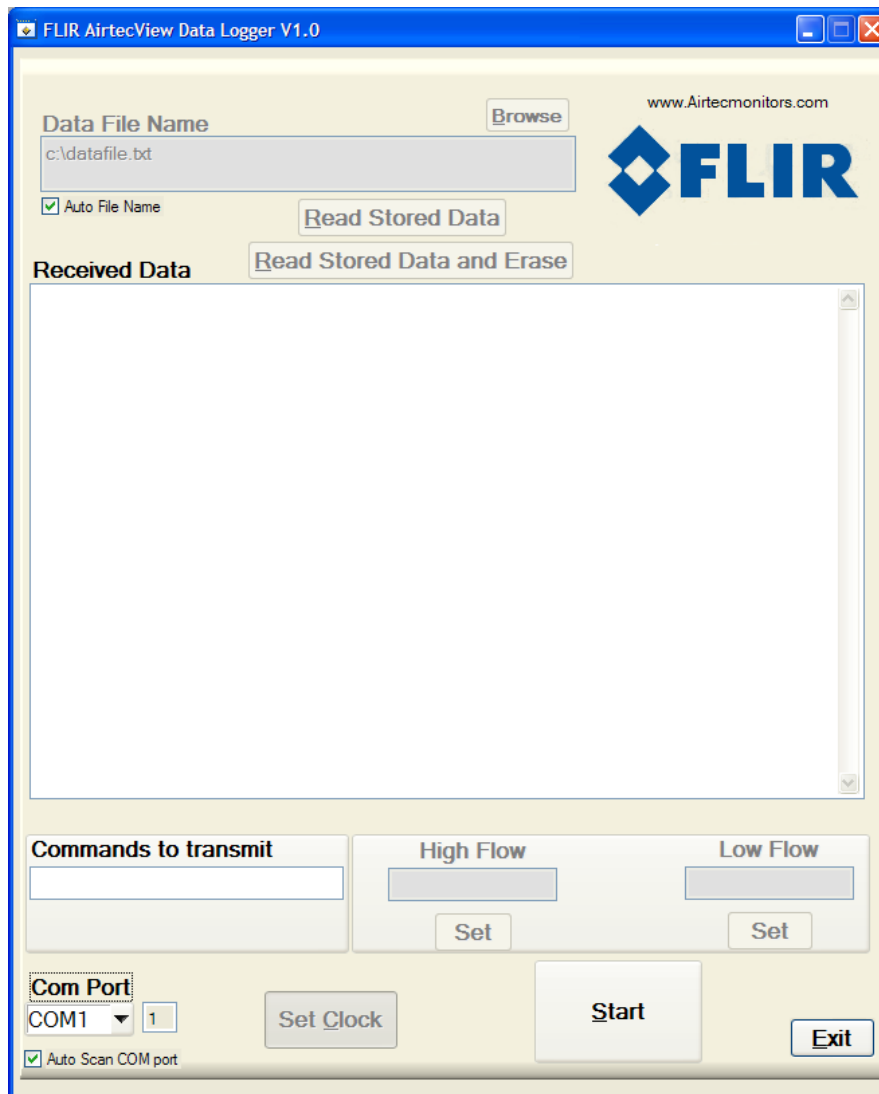 FLIR AirtecView Data Logger V1.0
www.Airtecmonitors.com
Data File Name
Browse
c:\datafile.txt
FLIR
Auto File Name
Read Stored Data
Read Stored Data and Erase
Received Data
Commands to transmit
High Flow
Low Flow
Set
Set
Com Port
COM1
1
Set Clock
Start
Exit
Auto Scan COM port